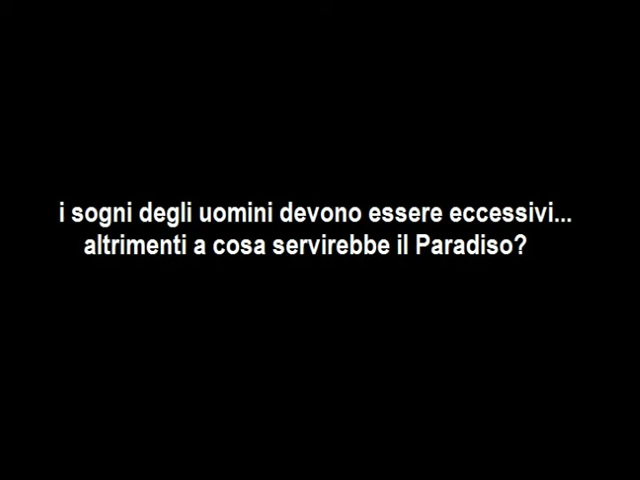 i sogni degli uomini devono essere eccessivi...
altrimenti a cosa servirebbe il Paradiso?